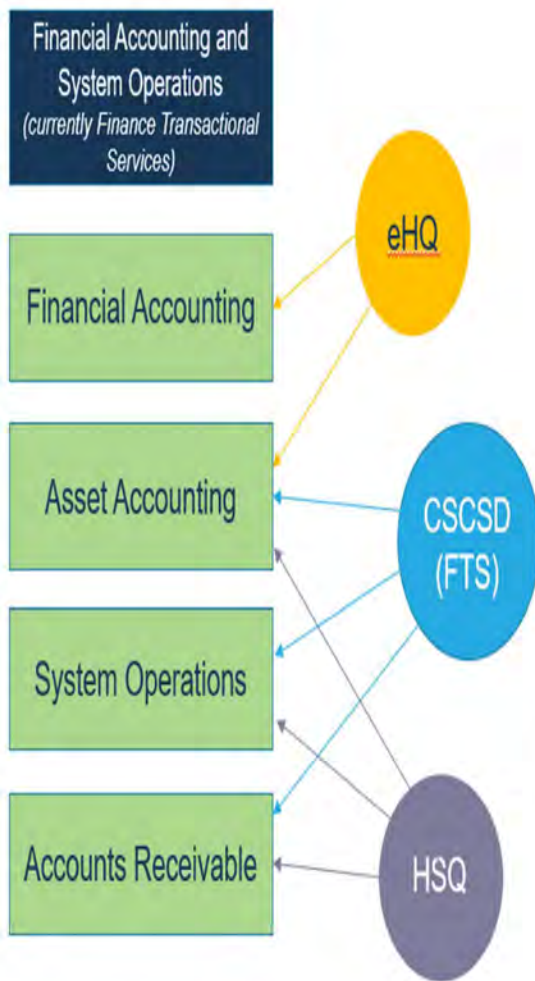 Financial Accounting and
System Operations
(currently Finance Transactional
Services)
eHQ
Financial Accounting
Asset Accounting
CSCSD
(FTS)
System Operations
Accounts Receivable
HSQ